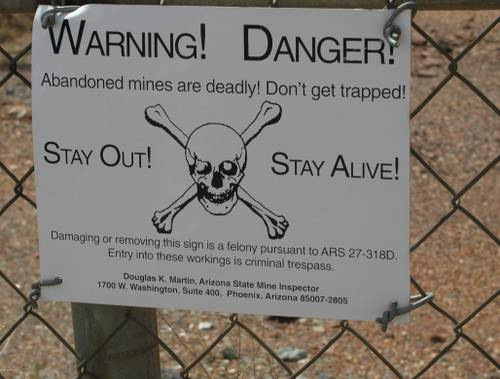 WARNING! DANGER!
Abandoned mines are deadly! Don't get trapped!
STAY OUT! STAY ALIVE!
Damaging or removing this sign is a felony pursuant to ARS 27-318D.
Entry into these workings is criminal trespass.
Douglas K. Martin, Arizona State Mine Inspector
1700 W. Washington, Suite 400, Phoenix, Arizona 85007-2805